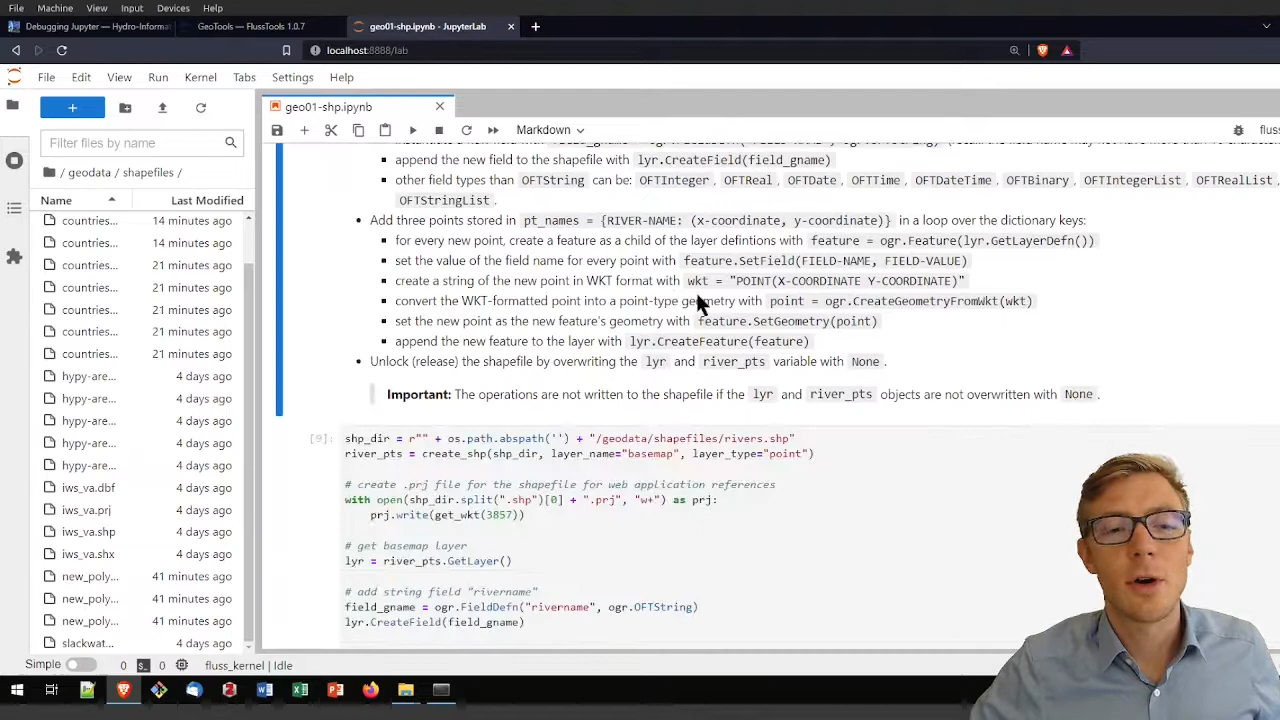 File Machine View Input Devices Help
Debugging Jupyter — Hydro-Informat
GeoTools — FlussTools 1.0.7
geo01-shp.ipynb - JupyterLab
localhost:8888/lab
File Edit View Run Kernel Tabs Settings Help
geo01-shp.ipynb
Filter files by name
Markdown
fluss
/ geodata / shapefiles /
Name Last Modified
countries... 14 minutes ago
countries... 14 minutes ago
countries... 21 minutes ago
countries... 21 minutes ago
countries... 21 minutes ago
countries... 21 minutes ago
countries... 21 minutes ago
hypy-are... 4 days ago
hypy-are... 4 days ago
hypy-are... 4 days ago
hypy-are... 4 days ago
hypy-are... 4 days ago
iws_va.dbf 4 days ago
iws_va.prj 4 days ago
iws_va.shp 4 days ago
iws_va.shx 4 days ago
new_poly... 41 minutes ago
new_poly... 41 minutes ago
new_poly... 41 minutes ago
slackwat... 4 days ago
append the new field to the shapefile with lyr.CreateField(field_gname)
other field types than OFTString can be: OFTInteger, OFTReal, OFTDate, OFTTime, OFTDateTime, OFTBinary, OFTIntegerList, OFTRealList,
OFTStringList.
Add three points stored in pt_names = {RIVER-NAME: (x-coordinate, y-coordinate)} in a loop over the dictionary keys:
for every new point, create a feature as a child of the layer defintions with feature = ogr.Feature(lyr.GetLayerDefn())
set the value of the field name for every point with feature.SetField(FIELD-NAME, FIELD-VALUE)
create a string of the new point in WKT format with wkt = "POINT(X-COORDINATE Y-COORDINATE)"
convert the WKT-formatted point into a point-type geometry with point = ogr.CreateGeometryFromWkt(wkt)
set the new point as the new feature's geometry with feature.SetGeometry(point)
append the new feature to the layer with lyr.CreateFeature(feature)
Unlock (release) the shapefile by overwriting the lyr and river_pts variable with None.
Important: The operations are not written to the shapefile if the lyr and river_pts objects are not overwritten with None.
[9]: shp_dir = r"" + os.path.abspath('') + "/geodata/shapefiles/rivers.shp"
river_pts = create_shp(shp_dir, layer_name="basemap", layer_type="point")
# create .prj file for the shapefile for web application references
with open(shp_dir.split(".shp")[0] + ".prj", "w+") as prj:
prj.write(get_wkt(3857))
# get basemap layer
lyr = river_pts.GetLayer()
# add string field "rivername"
field_gname = ogr.FieldDefn("rivername", ogr.OFTString)
lyr.CreateField(field_gname)
Simple 0 0 fluss_kernel | Idle